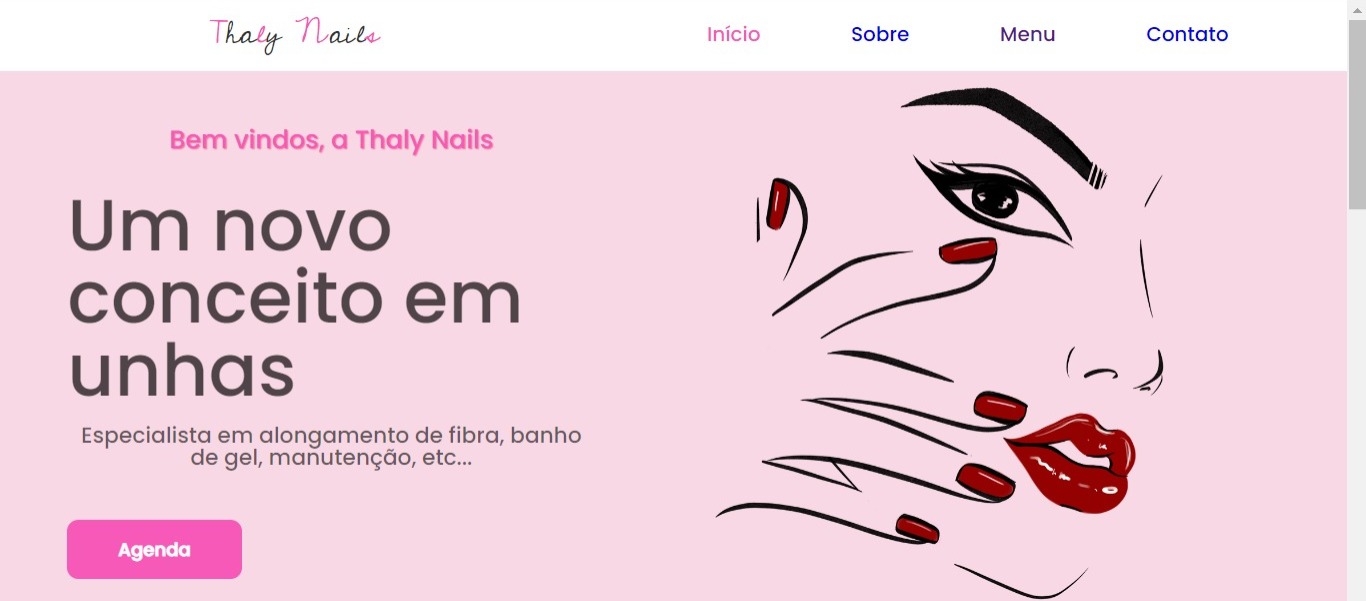 Thaly Nails
Início
Sobre
Menu
Contato
Bem vindos, a Thaly Nails
Um novo
conceito em
unhas
Especialista em alongamento de fibra, banho
de gel, manutenção, etc...
Agenda